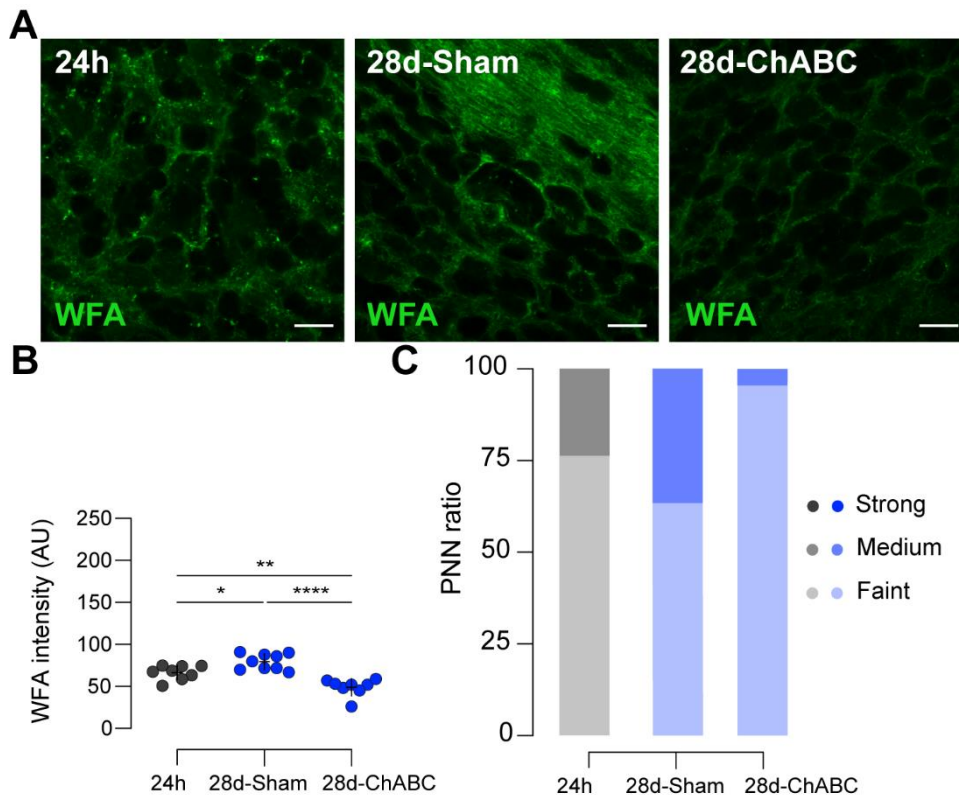 A
24h
28d-Sham
28d-ChABC
WFA
WFA
WFA
B
WFA intensity (AU)
250
200
150
100
50
0
**
*
****
24h
28d-Sham
28d-ChABC
C
PNN ratio
100
75
50
25
0
24h
28d-Sham
28d-ChABC
Strong
Medium
Faint